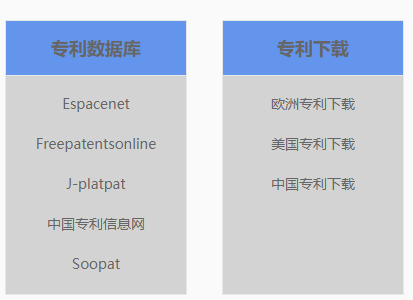 专利数据库
Espacenet
Freepatentsonline
J-platpat
中国专利信息网
Soopat
专利下载
欧洲专利下载
美国专利下载
中国专利下载